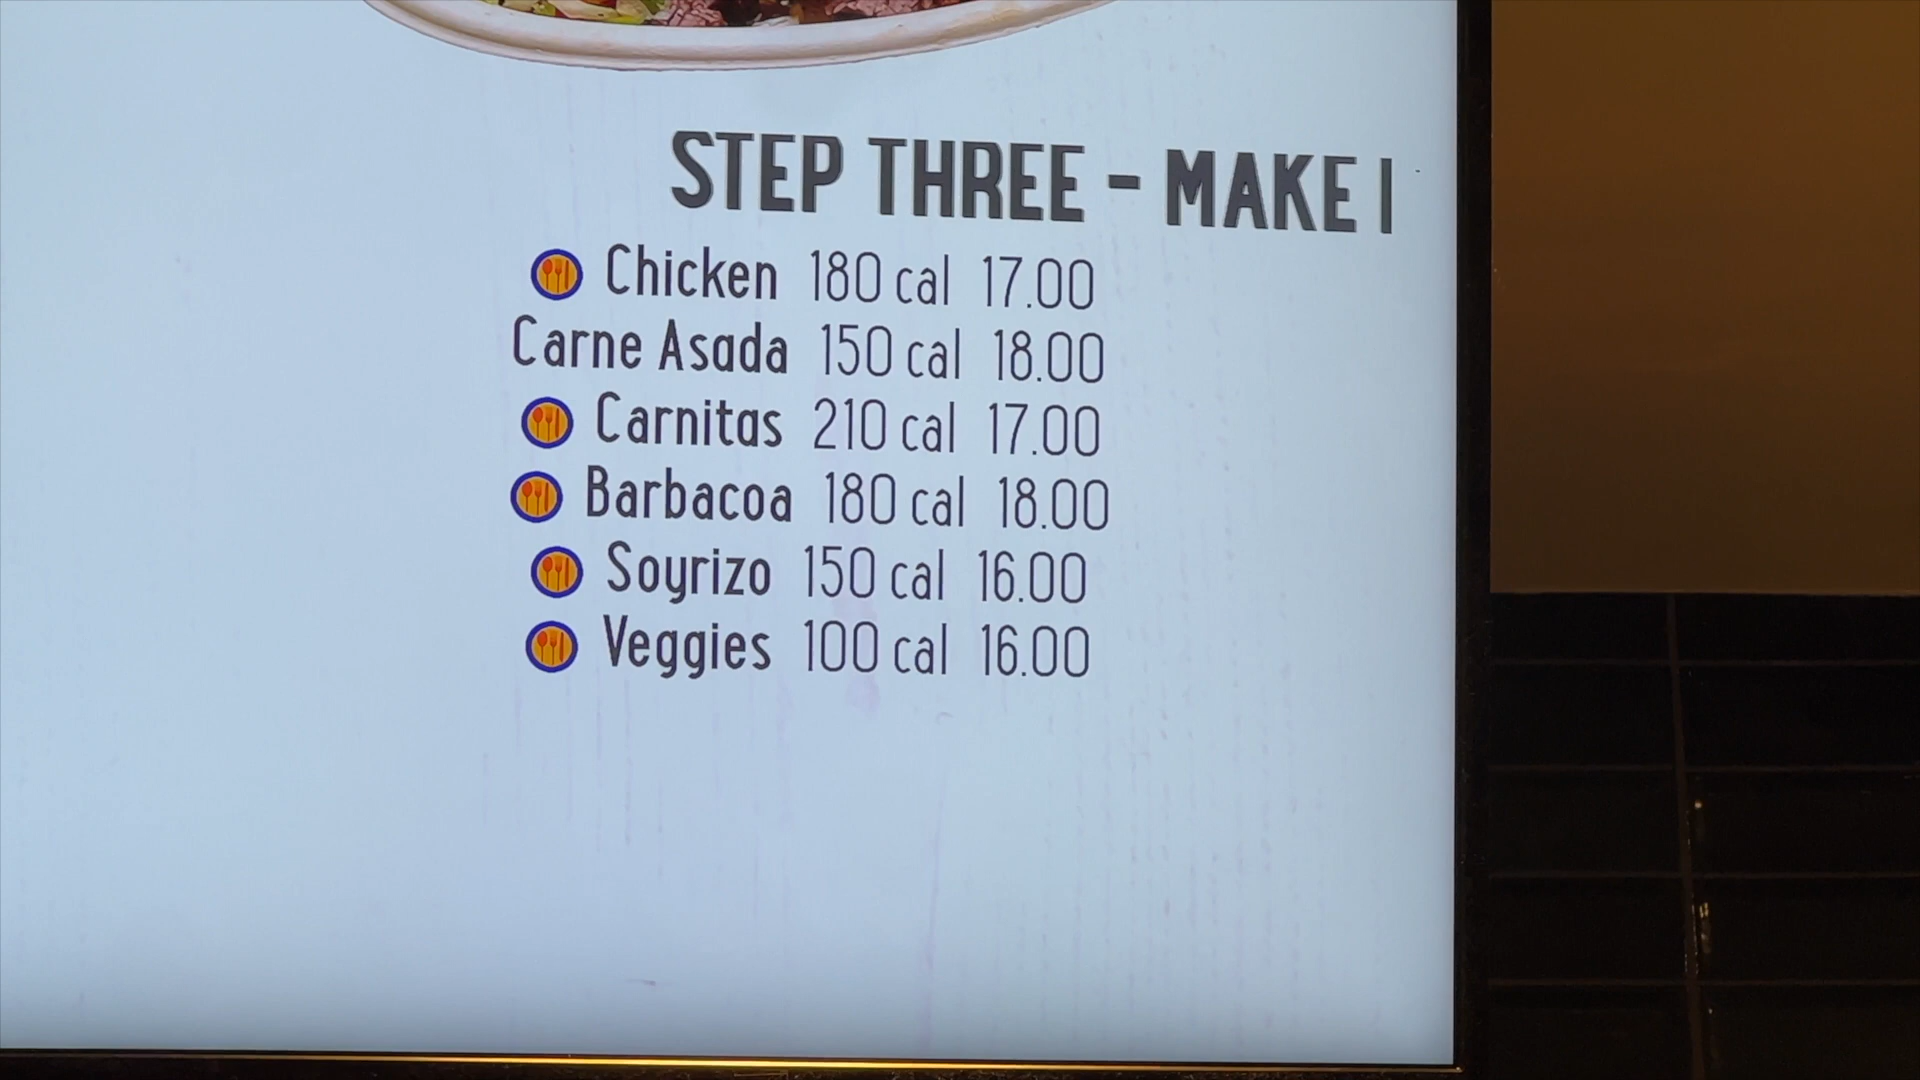 STEP THREE - MAKE I
Chicken 180 cal 17.00
Carne Asada 150 cal 18.00
Carnitas 210 cal 17.00
Barbacoa 180 cal 18.00
Soyrizo 150 cal 16.00
Veggies 100 cal 16.00